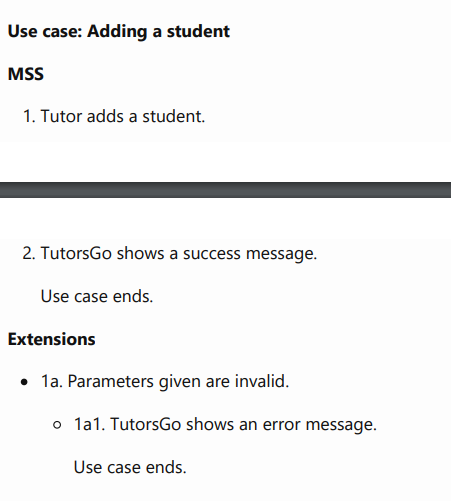 Use case: Adding a student
MSS
1. Tutor adds a student.
2. TutorsGo shows a success message.
Use case ends.
Extensions
• 1a. Parameters given are invalid.
○ 1a1. TutorsGo shows an error message.
Use case ends.